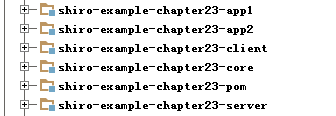 shiro-example-chapter23-app1
shiro-example-chapter23-app2
shiro-example-chapter23-client
shiro-example-chapter23-core
shiro-example-chapter23-pom
shiro-example-chapter23-server